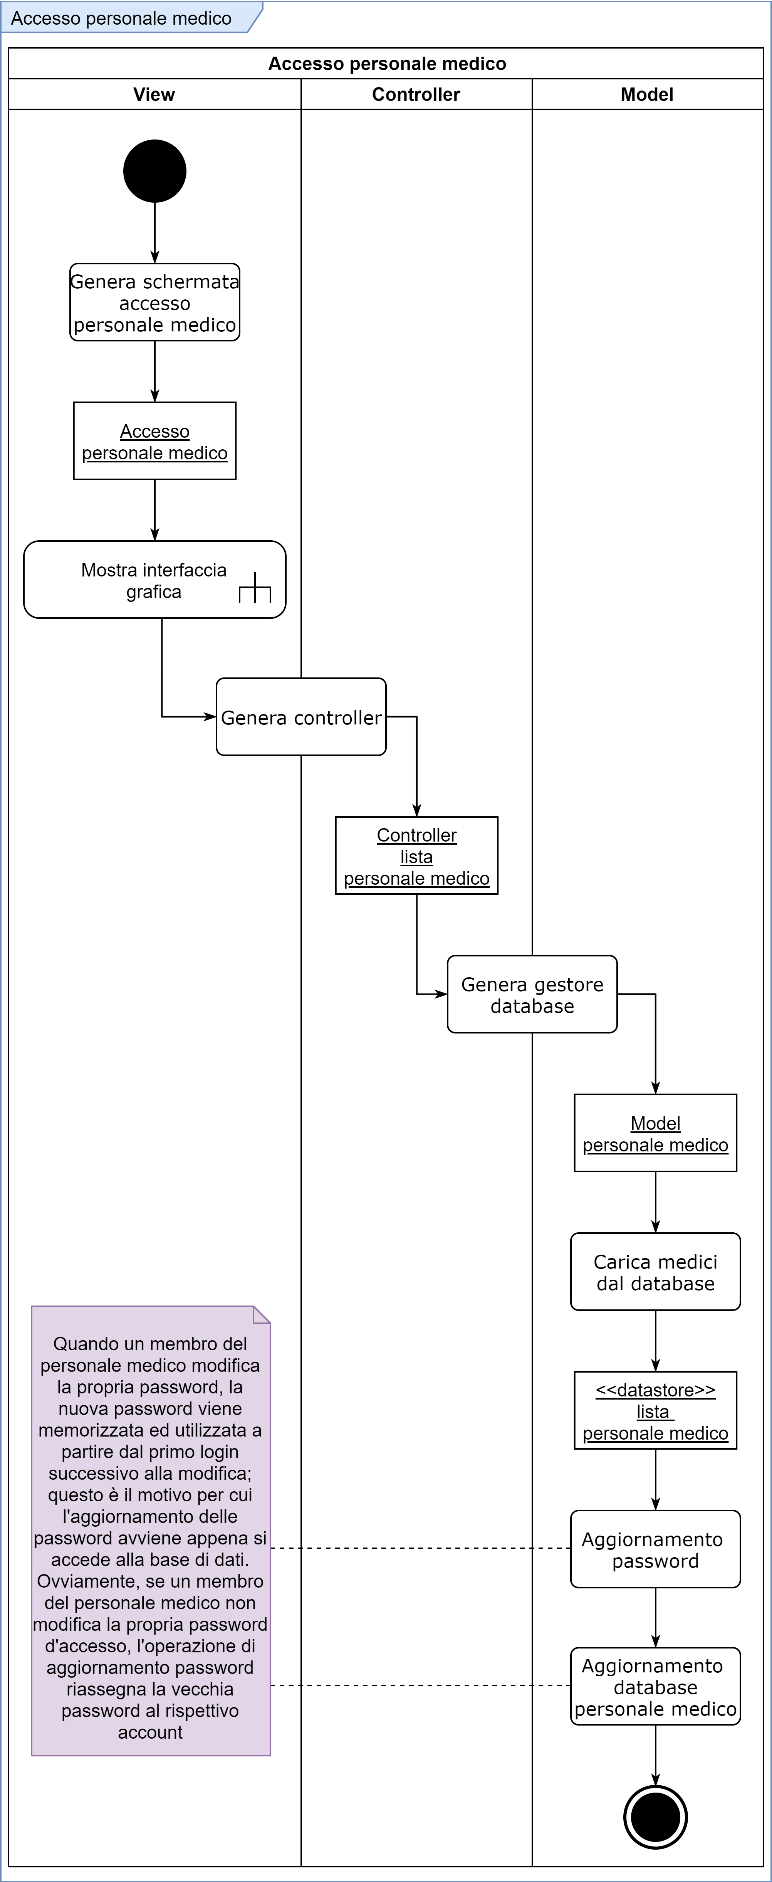 Accesso personale medico
Accesso personale medico
View
Controller
Model
Genera schermata
accesso
personale medico
Accesso
personale medico
Mostra interfaccia
grafica
Genera controller
Controller
lista
personale medico
Genera gestore
database
Model
personale medico
Carica medici
dal database
<<datastore>>
lista
personale medico
Quando un membro del
personale medico modifica
la propria password, la
nuova password viene
memorizzata ed utilizzata a
partire dal primo login
successivo alla modifica;
questo è il motivo per cui
l'aggiornamento delle
password avviene appena si
accede alla base di dati.
Ovviamente, se un membro
del personale medico non
modifica la propria password
d'accesso, l'operazione di
aggiornamento password
riassegna la vecchia
password al rispettivo
account
Aggiornamento
password
Aggiornamento
database
personale medico